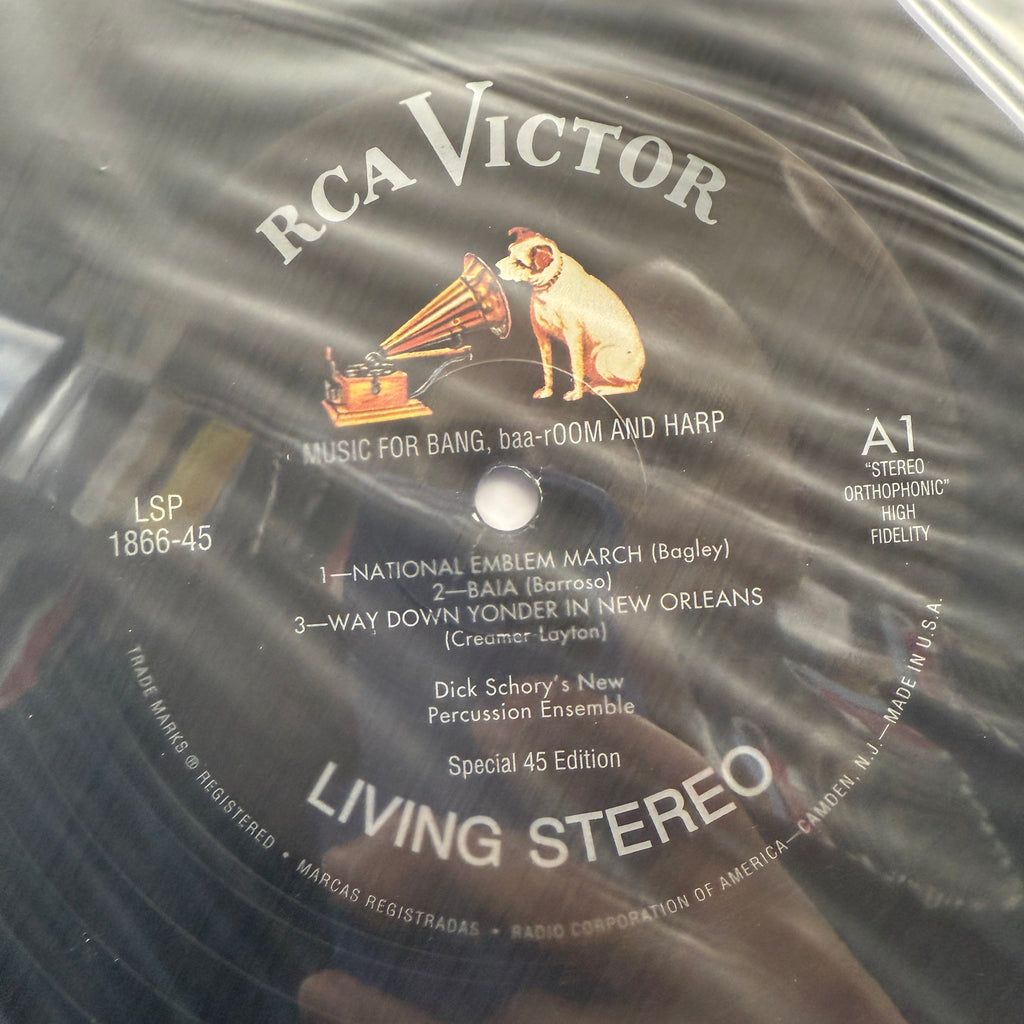 RCA VICTOR
MUSIC FOR BANG, baa-rOOM AND HARP
A1
"STEREO
ORTHOPHONIC"
HIGH
FIDELITY
LSP
1866-45
1—NATIONAL EMBLEM MARCH (Bagley)
2—BAIA (Barroso)
3—WAY DOWN YONDER IN NEW ORLEANS
(Creamer-Layton)
Dick Schory's New
Percussion Ensemble
Special 45 Edition
LIVING STEREO
TRADE MARKS ® REGISTERED • MARCAS REGISTRADAS • RADIO CORPORATION OF AMERICA—CAMDEN, N.J.—MADE IN U.S.A.